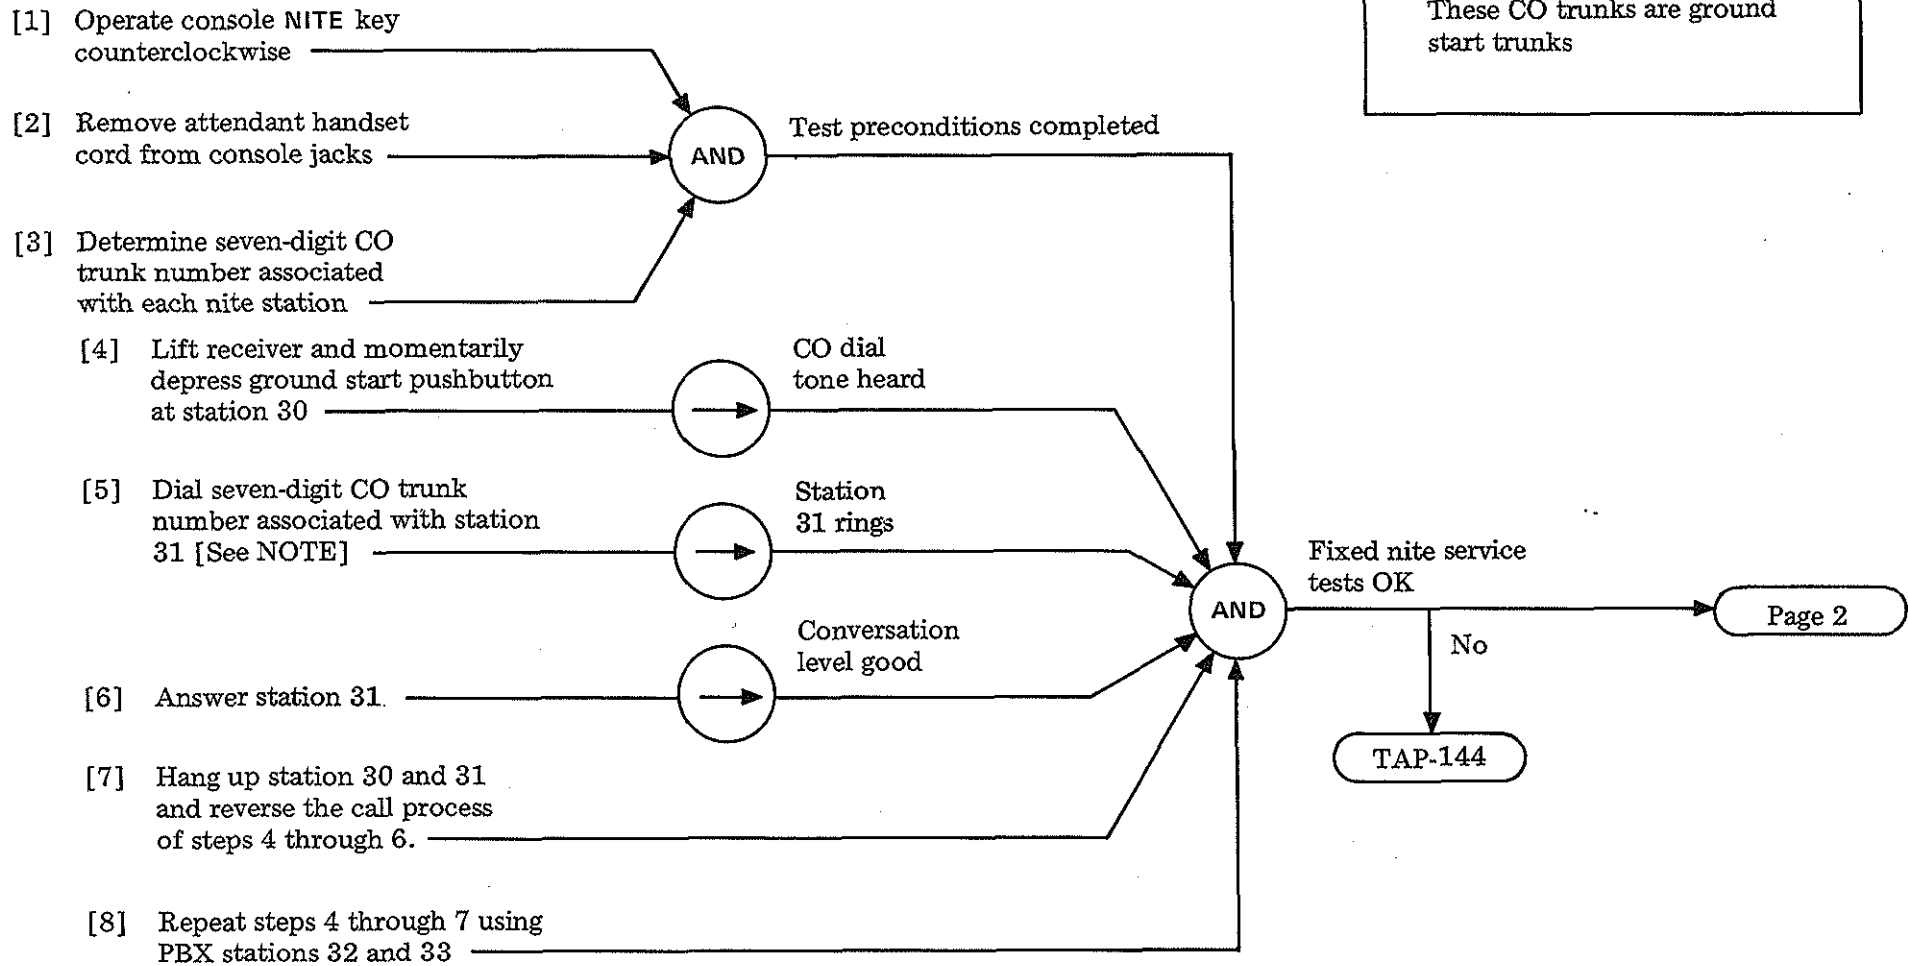 These CO trunks are ground
start trunks
[1] Operate console NITE key
counterclockwise
[2] Remove attendant handset
cord from console jacks
AND
Test preconditions completed
[3] Determine seven-digit CO
trunk number associated
with each nite station
[4] Lift receiver and momentarily
depress ground start pushbutton
at station 30
CO dial
tone heard
[5] Dial seven-digit CO trunk
number associated with station
31 [See NOTE]
Station
31 rings
[6] Answer station 31.
Conversation
level good
[7] Hang up station 30 and 31
and reverse the call process
of steps 4 through 6.
[8] Repeat steps 4 through 7 using
PBX stations 32 and 33
AND
Fixed nite service
tests OK
Page 2
No
TAP-144